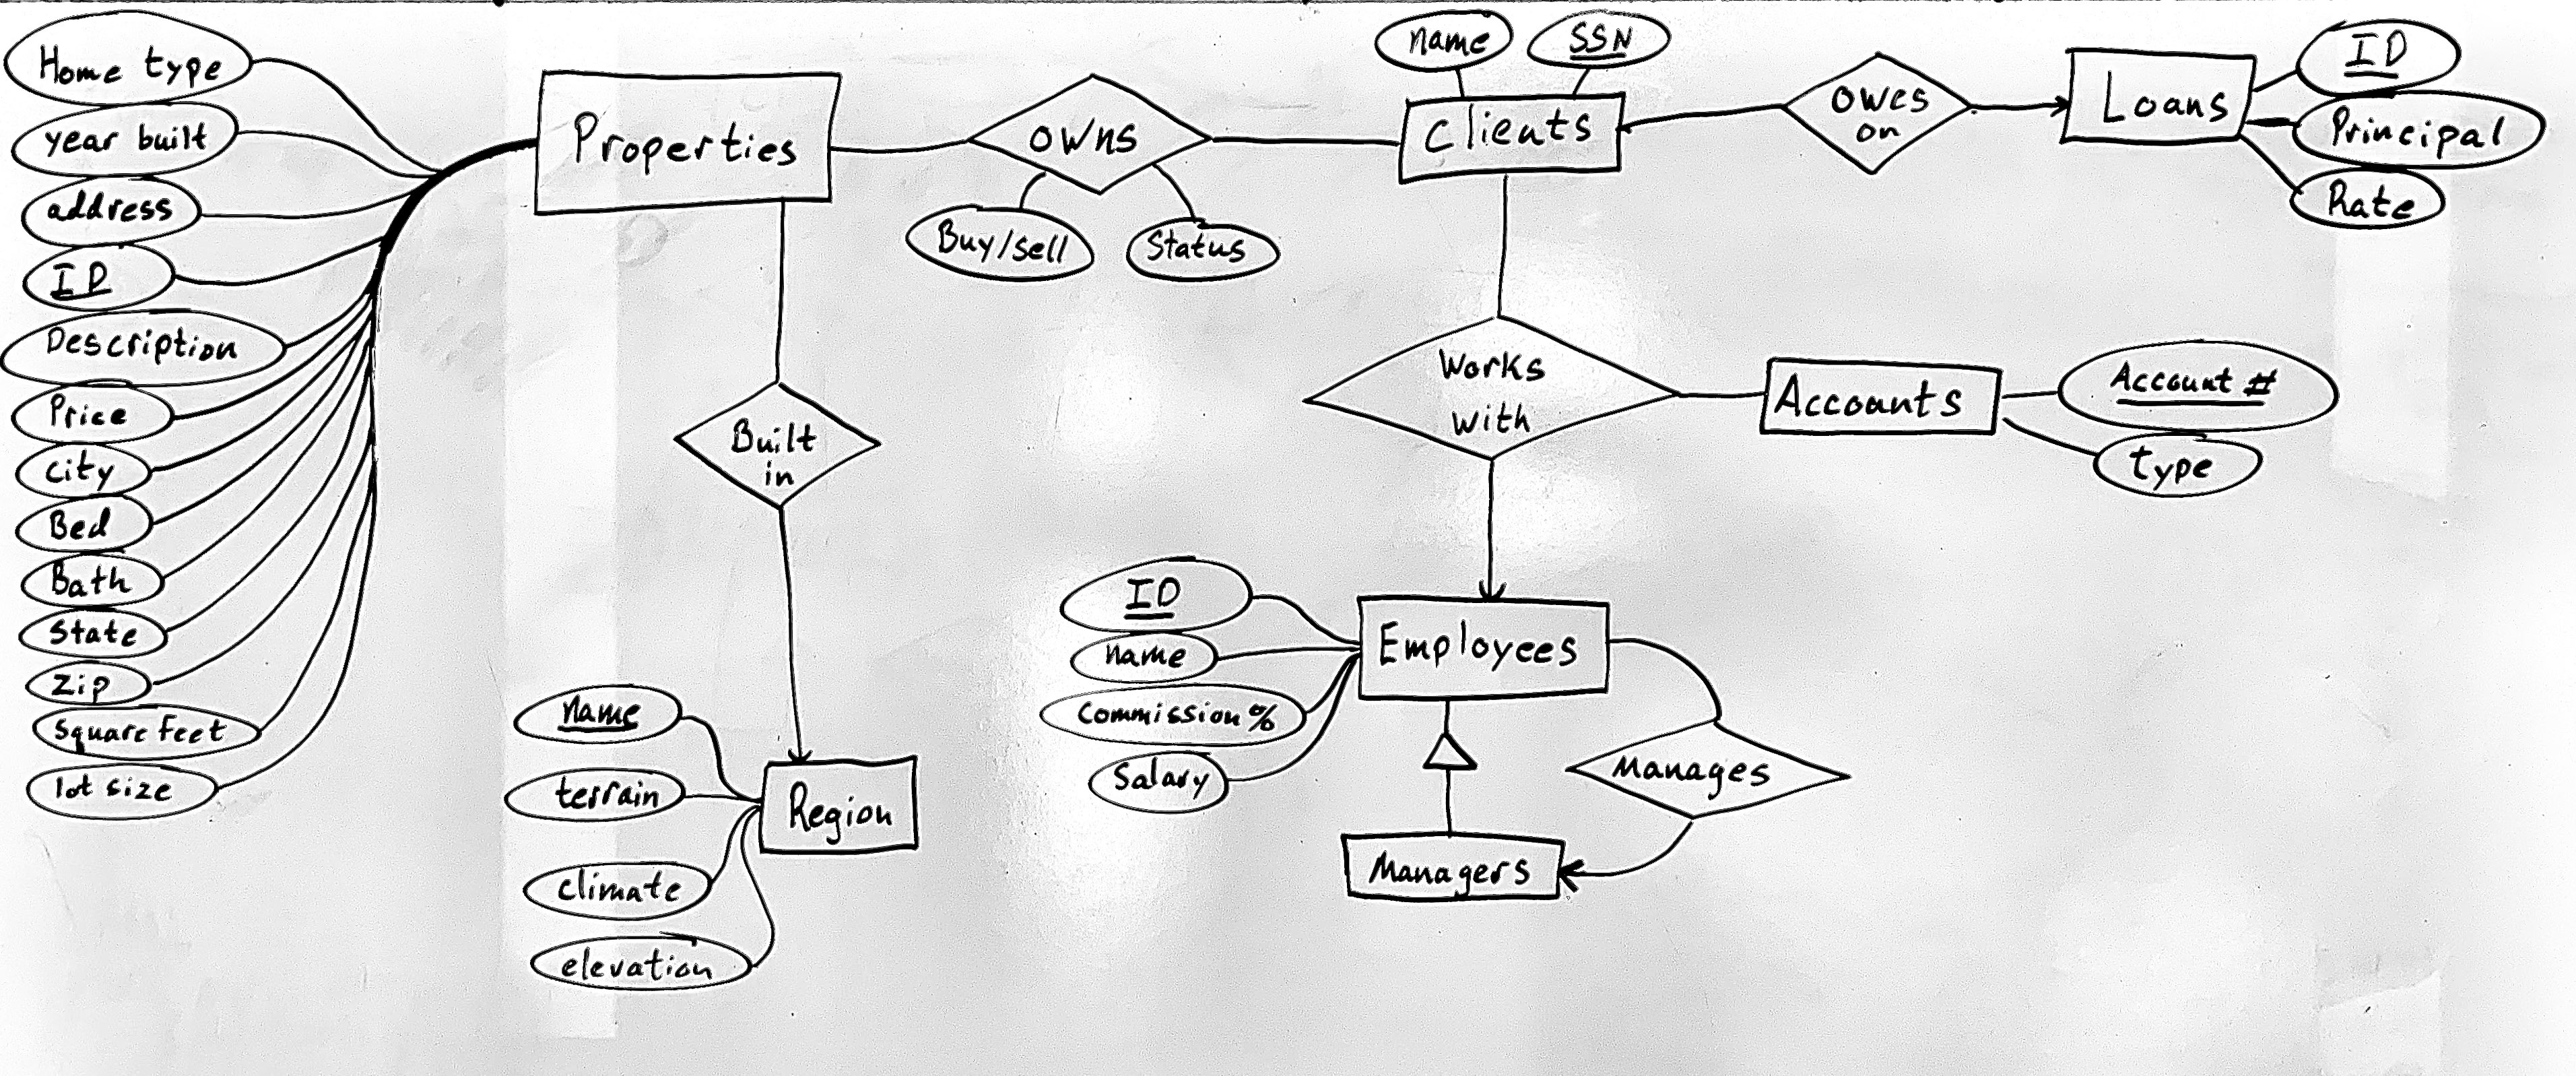 Home type
year built
address
ID
Description
Price
City
Bed
Bath
State
Zip
square feet
lot size
Properties
owns
Buy/sell
Status
name
SSN
Clients
owes
on
Loans
ID
Principal
Rate
Built
in
Works
with
Accounts
Account #
type
name
terrain
climate
elevation
Region
ID
name
Commission %
Salary
Employees
Manages
Managers